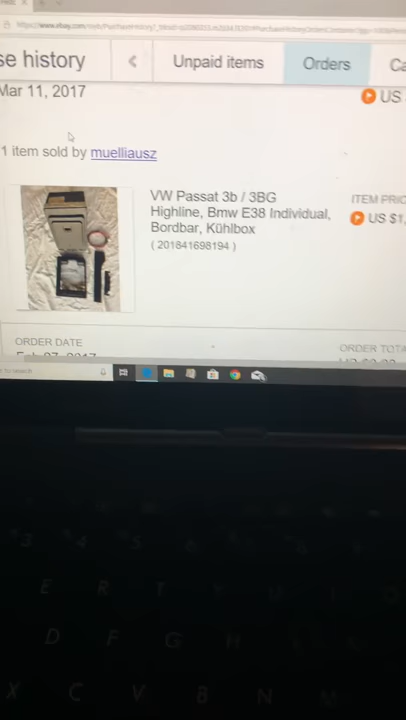 se history
Unpaid items
Orders
Ca
Mar 11, 2017
US
1 item sold by muelliausz
VW Passat 3b / 3BG
Highline, Bmw E38 Individual,
Bordbar, Kühlbox
( 201841698194 )
ITEM PRIC
US $1,
ORDER DATE
ORDER TOTA
E R T
D F G H
X C V B N M